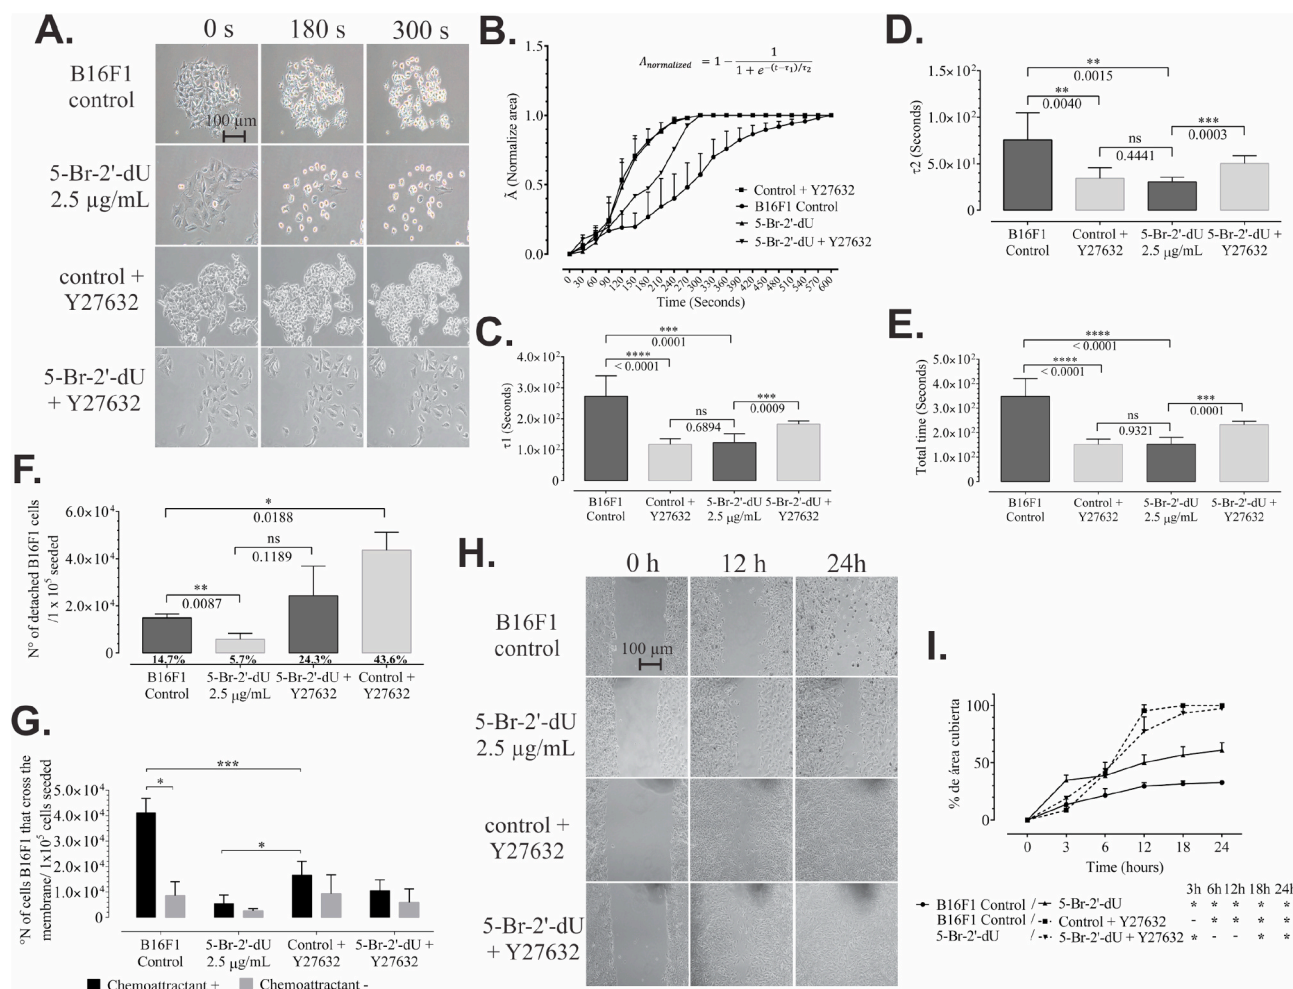 A.
0 s 180 s 300 s
B16F1
control
100 µm
5-Br-2'-dU
2.5 µg/mL
control +
Y27632
5-Br-2'-dU
+ Y27632
B.
Ã (Normalize area)
1.5
1.0
0.5
0.0
Anormalized = 1 − 1 / 1 + e^−(t−τ1)/τ2
Control + Y27632
B16F1 Control
5-Br-2'-dU
5-Br-2'-dU + Y27632
0 30 60 90 120 150 180 210 240 270 300 330 360 390 420 450 480 510 540 570 600
Time (Seconds)
C.
τ1 (Seconds)
4.0×10²
3.0×10²
2.0×10²
1.0×10²
0
***
0.0001
****
< 0.0001
***
0.0009
ns
0.6894
B16F1 Control + 5-Br-2'-dU 5-Br-2'-dU +
Control Y27632 2.5 µg/mL Y27632
D.
τ2 (Seconds)
1.5×10²
1.0×10²
5.0×10¹
0
**
0.0015
**
0.0040
***
0.0003
ns
0.4441
B16F1 Control + 5-Br-2'-dU 5-Br-2'-dU +
Control Y27632 2.5 µg/mL Y27632
E.
Total time (Seconds)
5.0×10²
4.0×10²
3.0×10²
2.0×10²
1.0×10²
0
****
< 0.0001
****
< 0.0001
***
0.0001
ns
0.9321
B16F1 Control + 5-Br-2'-dU 5-Br-2'-dU +
Control Y27632 2.5 µg/mL Y27632
F.
N° of detached B16F1 cells
/1 x 10⁵ seeded
6.0×10⁴
4.0×10⁴
2.0×10⁴
0
*
0.0188
ns
0.1189
**
0.0087
14.7% 5.7% 24.3% 43.6%
B16F1 5-Br-2'-dU 5-Br-2'-dU + Control +
Control 2.5 µg/mL Y27632 Y27632
G.
°N of cells B16F1 that cross the
membrane/ 1x10⁵ cells seeded
5.0×10⁴
4.0×10⁴
3.0×10⁴
2.0×10⁴
1.0×10⁴
0
***
*
*
B16F1 5-Br-2'-dU Control + 5-Br-2'-dU +
Control 2.5 µg/mL Y27632 Y27632
Chemoattractant + Chemoattractant -
H.
0 h 12 h 24h
B16F1
control
100 µm
5-Br-2'-dU
2.5 µg/mL
control +
Y27632
5-Br-2'-dU
+ Y27632
I.
% de área cubierta
100
50
0
0 3 6 12 18 24
Time (hours)
3h 6h 12h 18h 24h
B16F1 Control / 5-Br-2'-dU * * * * *
B16F1 Control / Control + Y27632 - * * * *
5-Br-2'-dU / 5-Br-2'-dU + Y27632 * - - * *